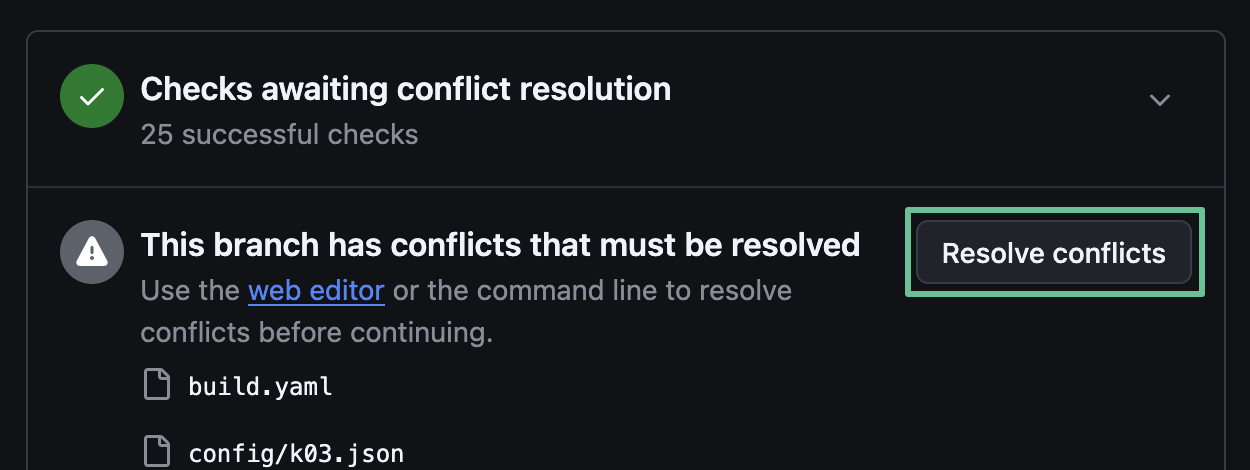 Checks awaiting conflict resolution
25 successful checks
This branch has conflicts that must be resolved
Resolve conflicts
Use the web editor or the command line to resolve
conflicts before continuing.
build.yaml
config/k03.json